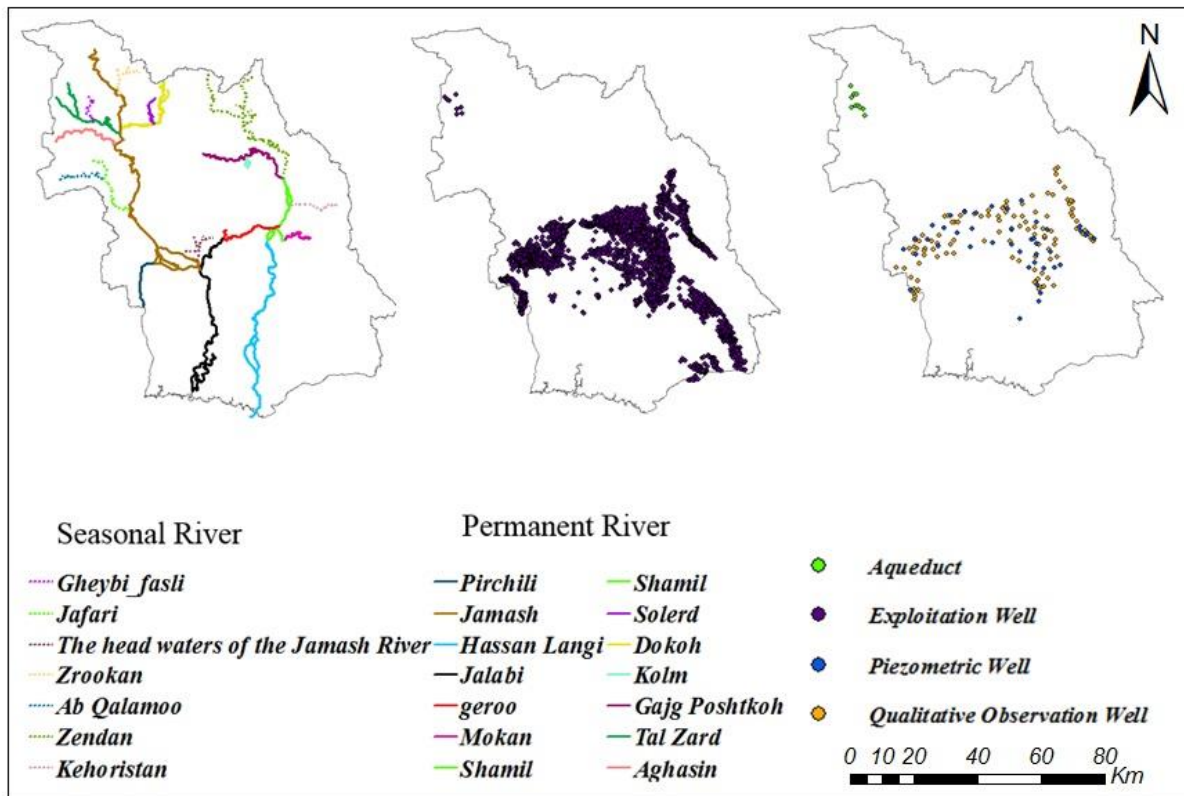 N
Seasonal River
Gheybi_fasli
Jafari
The head waters of the Jamash River
Zrookan
Ab Qalamoo
Zendan
Kehoristan
Permanent River
Pirchili
Jamash
Hassan Langi
Jalabi
geroo
Mokan
Shamil
Shamil
Solerd
Dokoh
Kolm
Gajg Poshtkoh
Tal Zard
Aghasin
Aqueduct
Exploitation Well
Piezometric Well
Qualitative Observation Well
0 10 20 40 60 80
Km